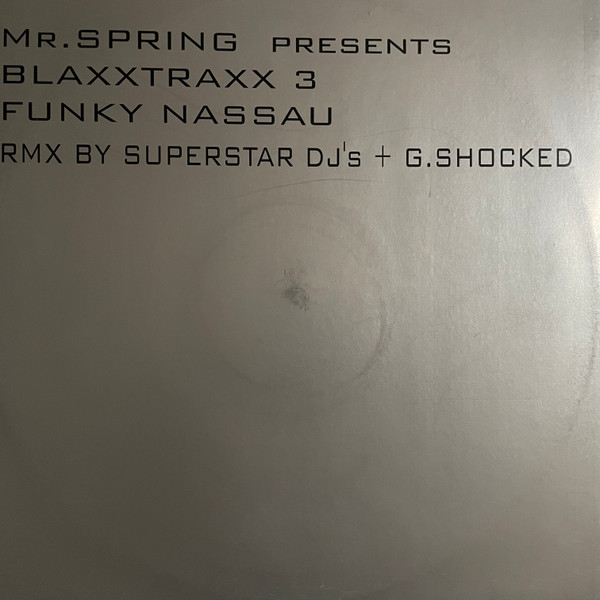 MR.SPRING PRESENTS
BLAXXTRAXX 3
FUNKY NASSAU
RMX BY SUPERSTAR DJ's + G.SHOCKED